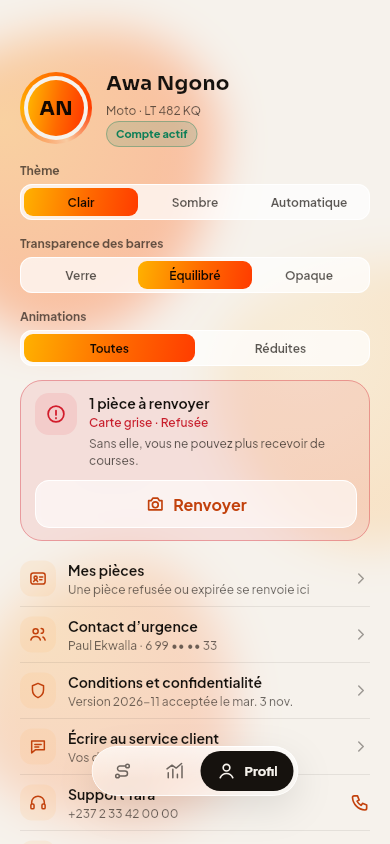 AN
Awa Ngono
Moto · LT 482 KQ
Compte actif
Thème
Clair
Sombre
Automatique
Transparence des barres
Verre
Équilibré
Opaque
Animations
Toutes
Réduites
1 pièce à renvoyer
Carte grise · Refusée
Sans elle, vous ne pouvez plus recevoir de
courses.
Renvoyer
Mes pièces
Une pièce refusée ou expirée se renvoie ici
Contact d’urgence
Paul Ekwalla · 6 99 •• •• 33
Conditions et confidentialité
Version 2026-11 acceptée le mar. 3 nov.
Écrire au service client
Vos
Profil
Support Yara
+237 2 33 42 00 00